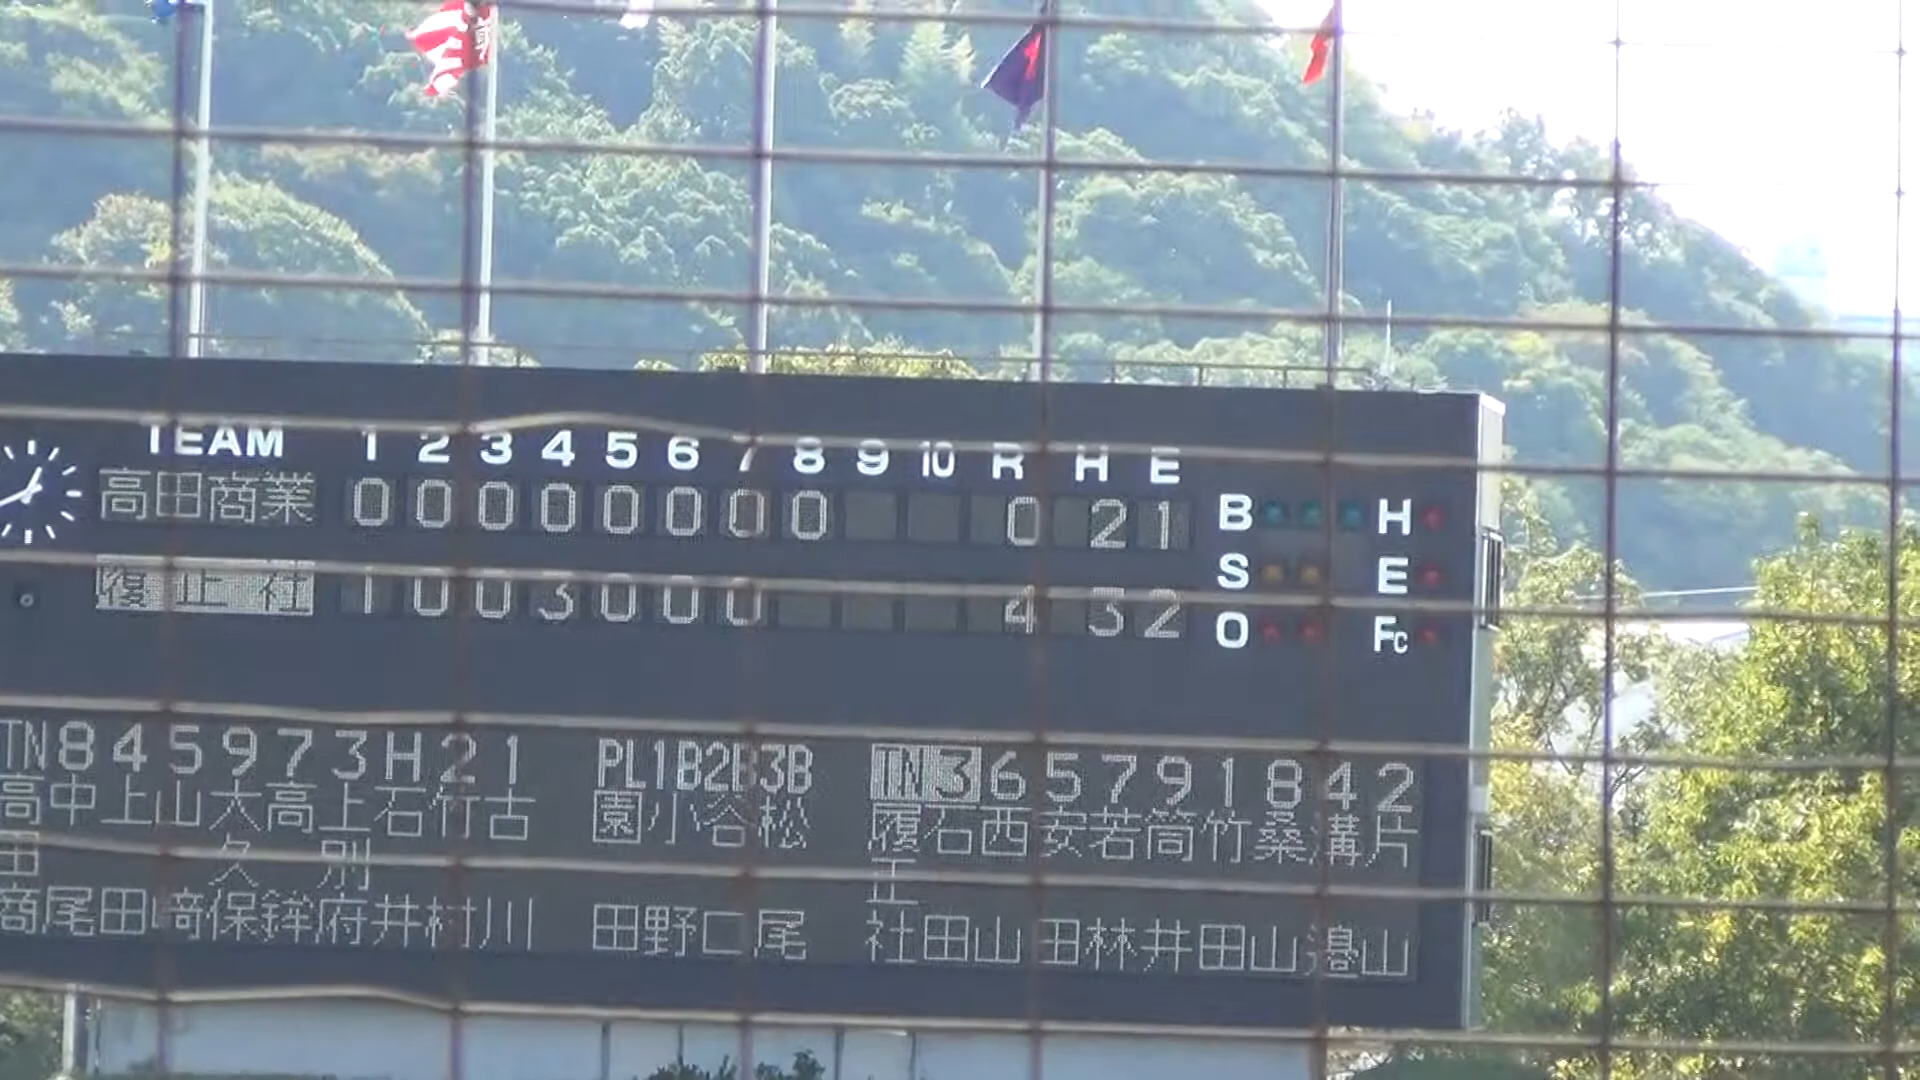 TEAM 1 2 3 4 5 6 7 8 9 10 R H E
高田商業 0 0 0 0 0 0 0 0 0 2 1
履正社 1 0 0 3 0 0 0 4 3 2
B H
S E
O Fc
TN 8 4 5 9 7 3 H 2 1 PL 1B 2B 3B TN 3 6 5 7 9 1 8 4 2
高中上山大高上石竹古 園小谷松 履石西安若筒竹桑溝片
田 久 別 正
商尾田﨑保鉾府井村川 田野口尾 社田山田林井田山邉山